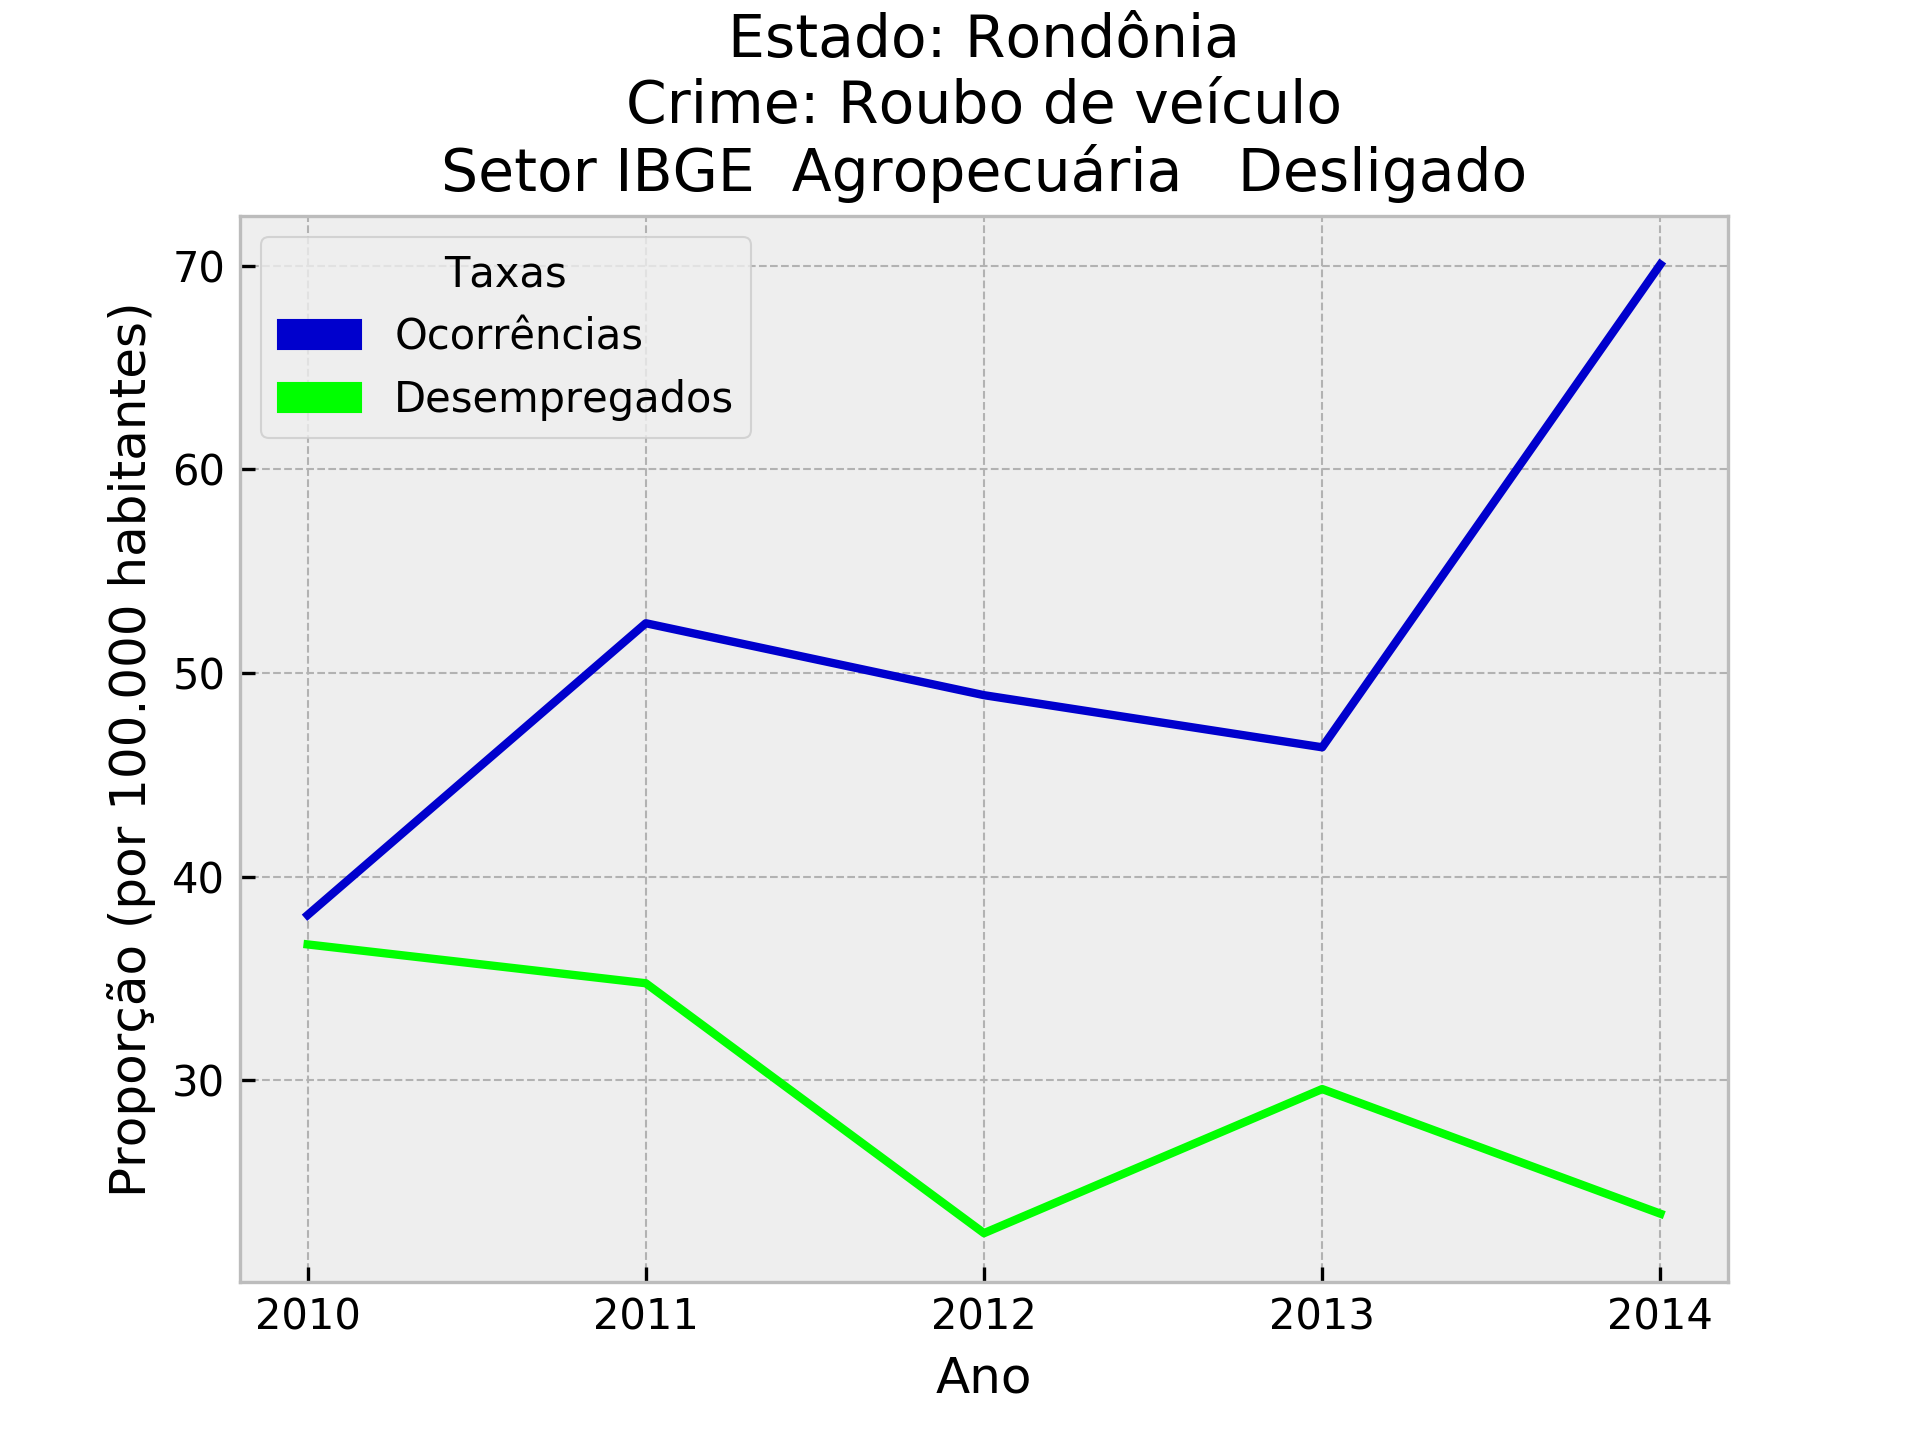 Estado: Rondônia
Crime: Roubo de veículo
Setor IBGE  Agropecuária   Desligado
Taxas
Ocorrências
Desempregados
Proporção (por 100.000 habitantes)
70
60
50
40
30
2010 2011 2012 2013 2014
Ano